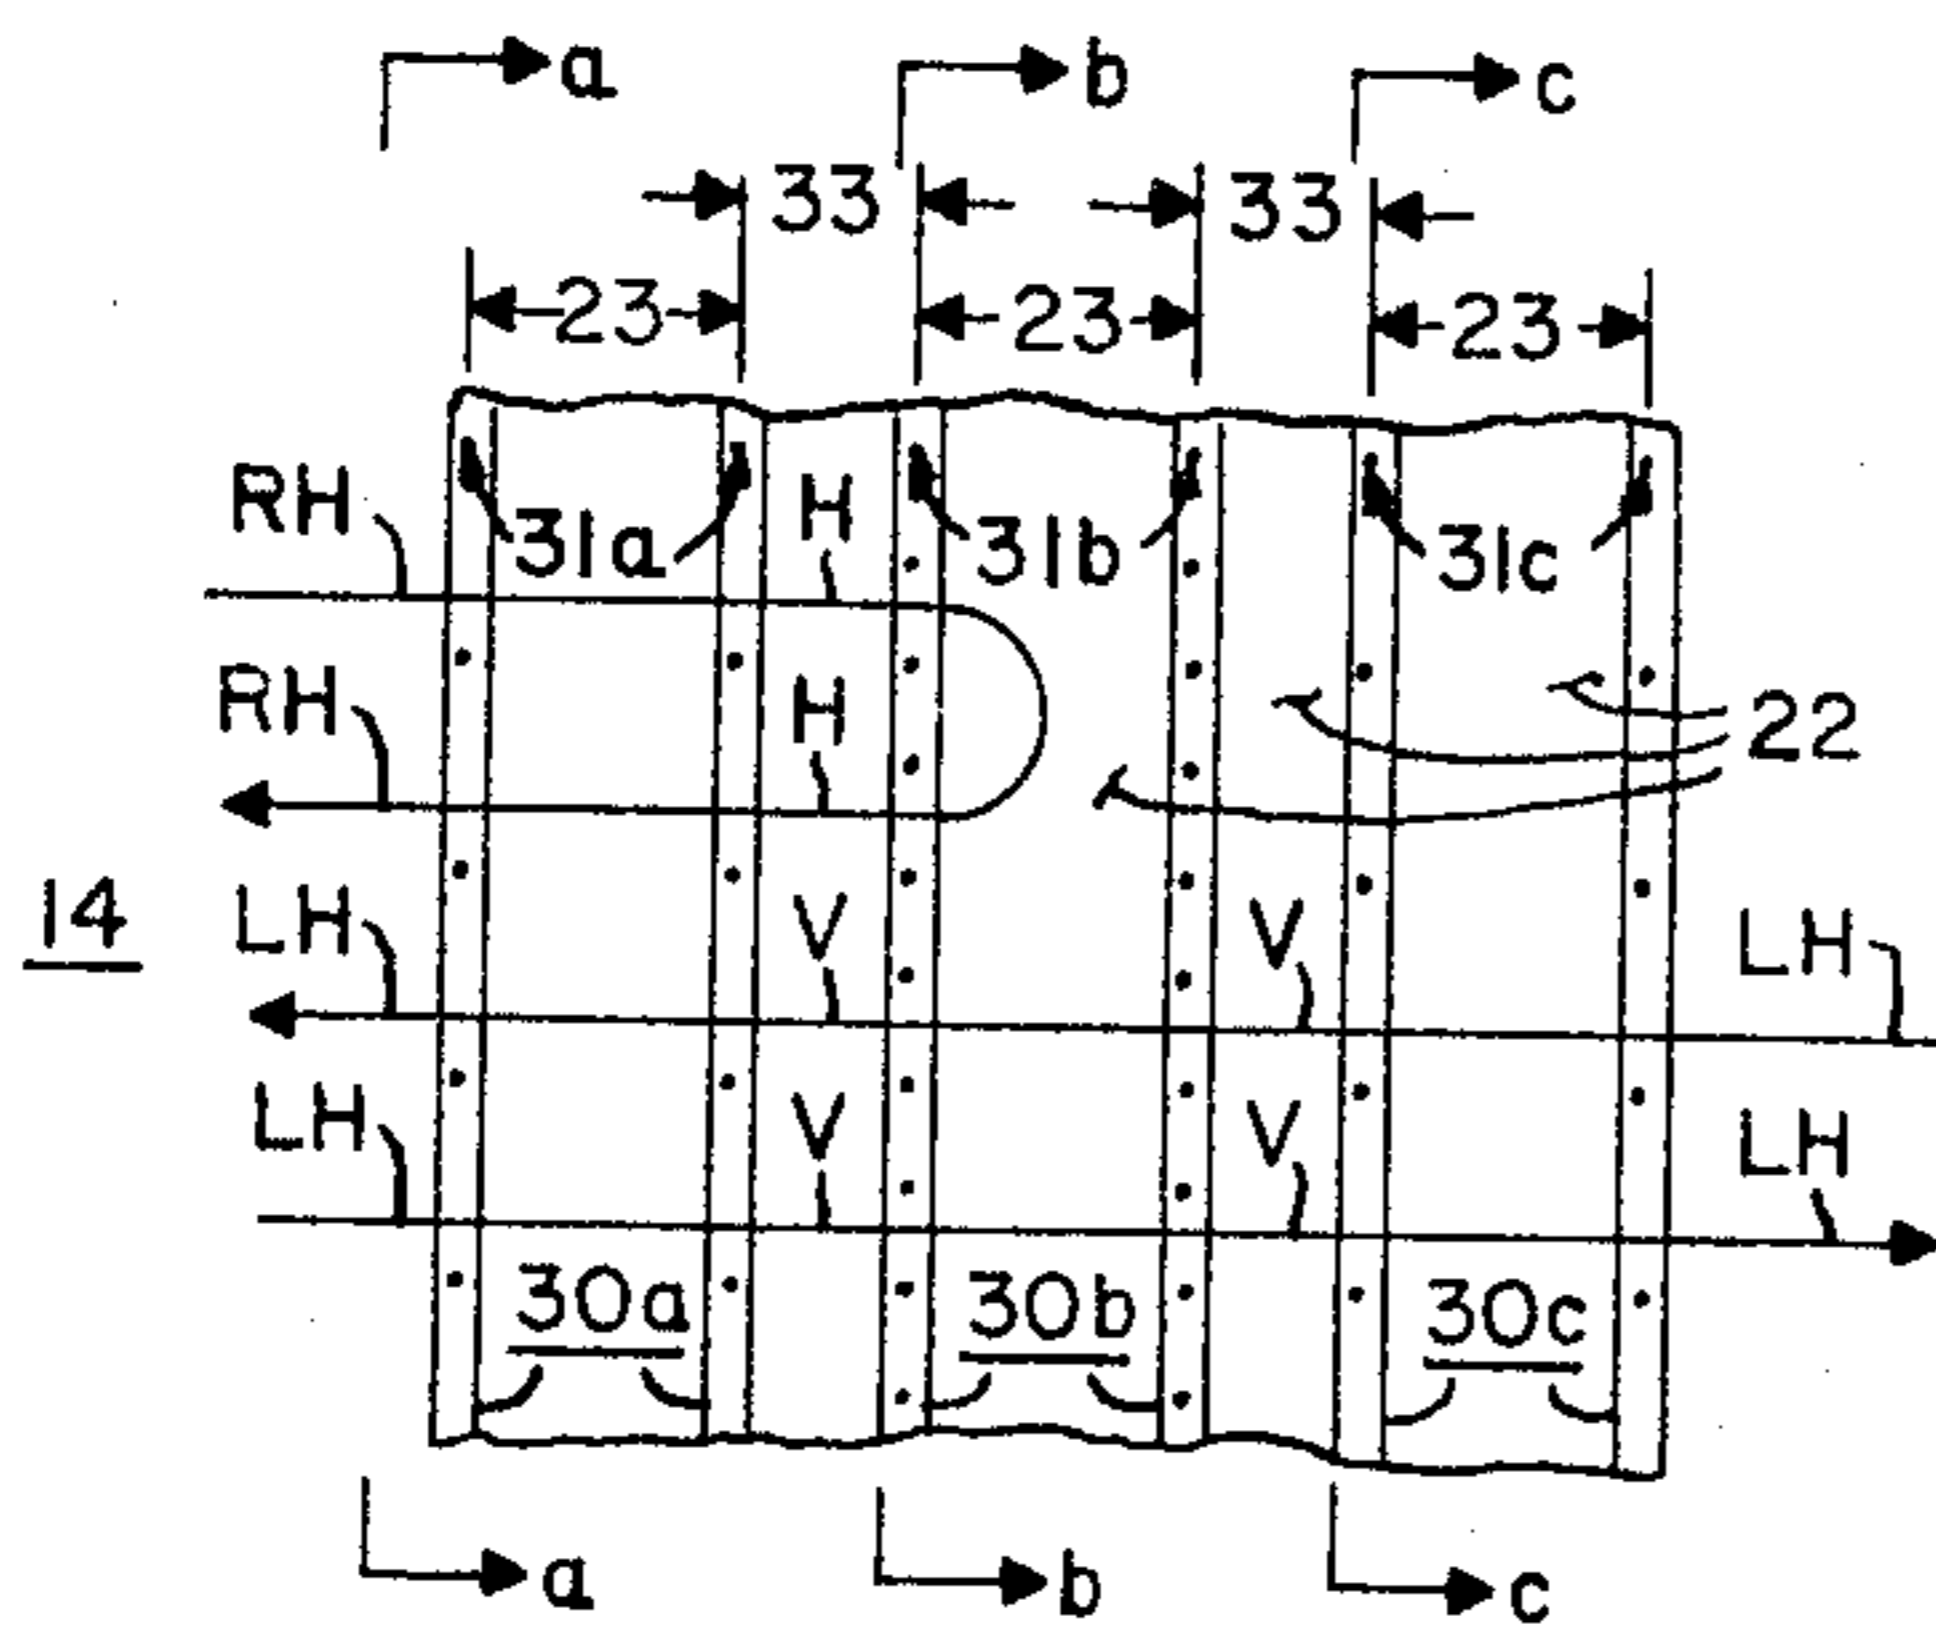 a b c
33 33
23 23 23
RH H
31a 31b 31c
RH H 22
14 LH V V LH
LH V V LH
30a 30b 30c
a b c